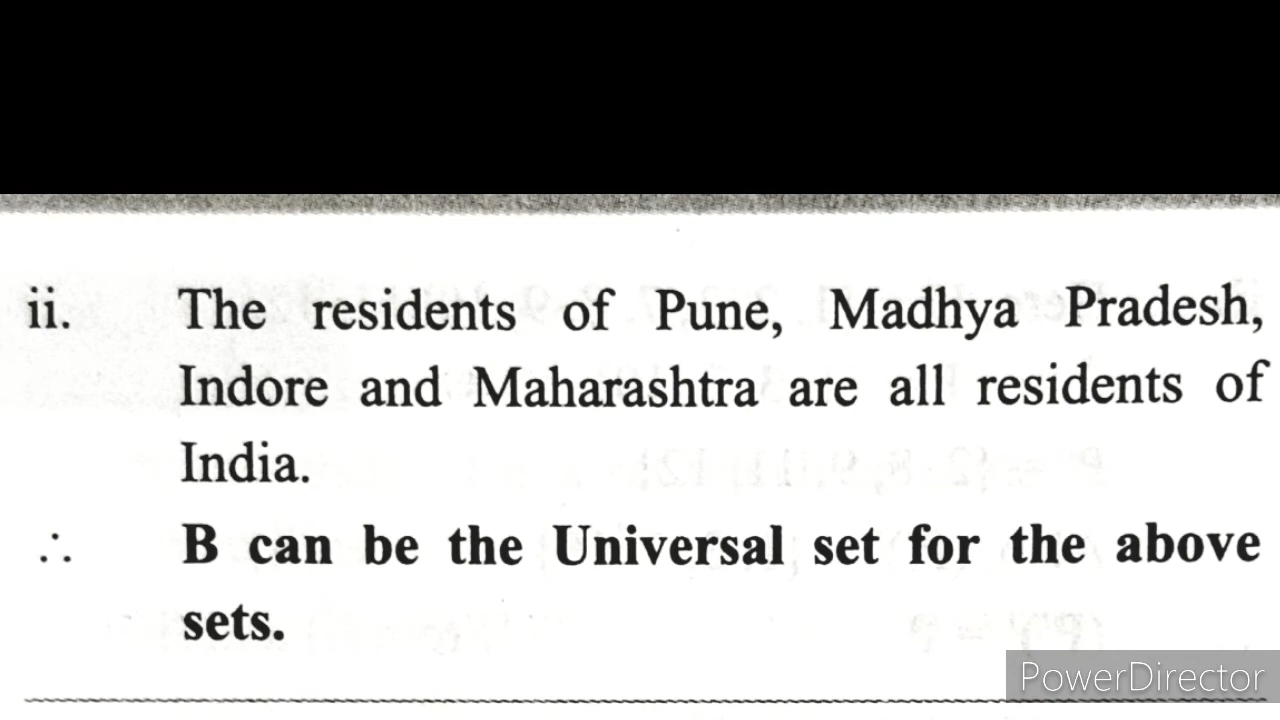 ii. The residents of Pune, Madhya Pradesh,
Indore and Maharashtra are all residents of
India.
∴ B can be the Universal set for the above
sets.
PowerDirector